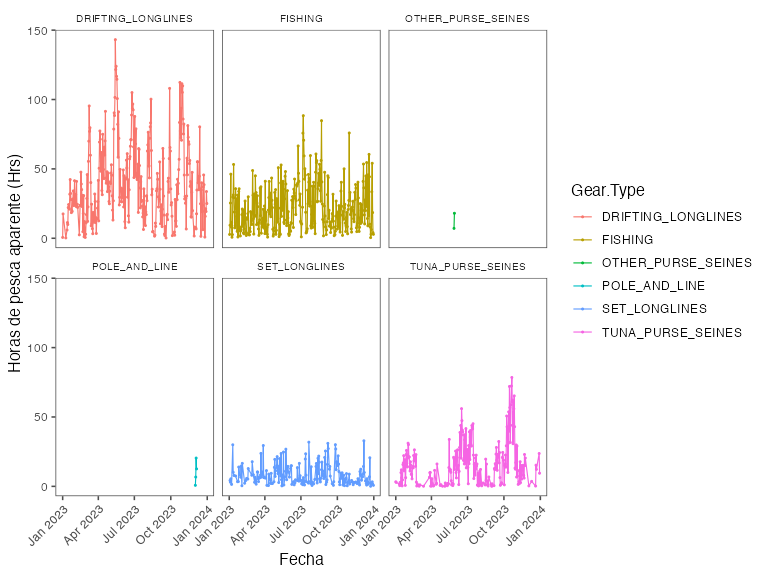 DRIFTING_LONGLINES FISHING OTHER_PURSE_SEINES
150
100
50
0
POLE_AND_LINE SET_LONGLINES TUNA_PURSE_SEINES
150
100
50
0
Horas de pesca aparente (Hrs)
Jan 2023 Apr 2023 Jul 2023 Oct 2023 Jan 2024 Jan 2023 Apr 2023 Jul 2023 Oct 2023 Jan 2024 Jan 2023 Apr 2023 Jul 2023 Oct 2023 Jan 2024
Fecha
Gear.Type
DRIFTING_LONGLINES
FISHING
OTHER_PURSE_SEINES
POLE_AND_LINE
SET_LONGLINES
TUNA_PURSE_SEINES